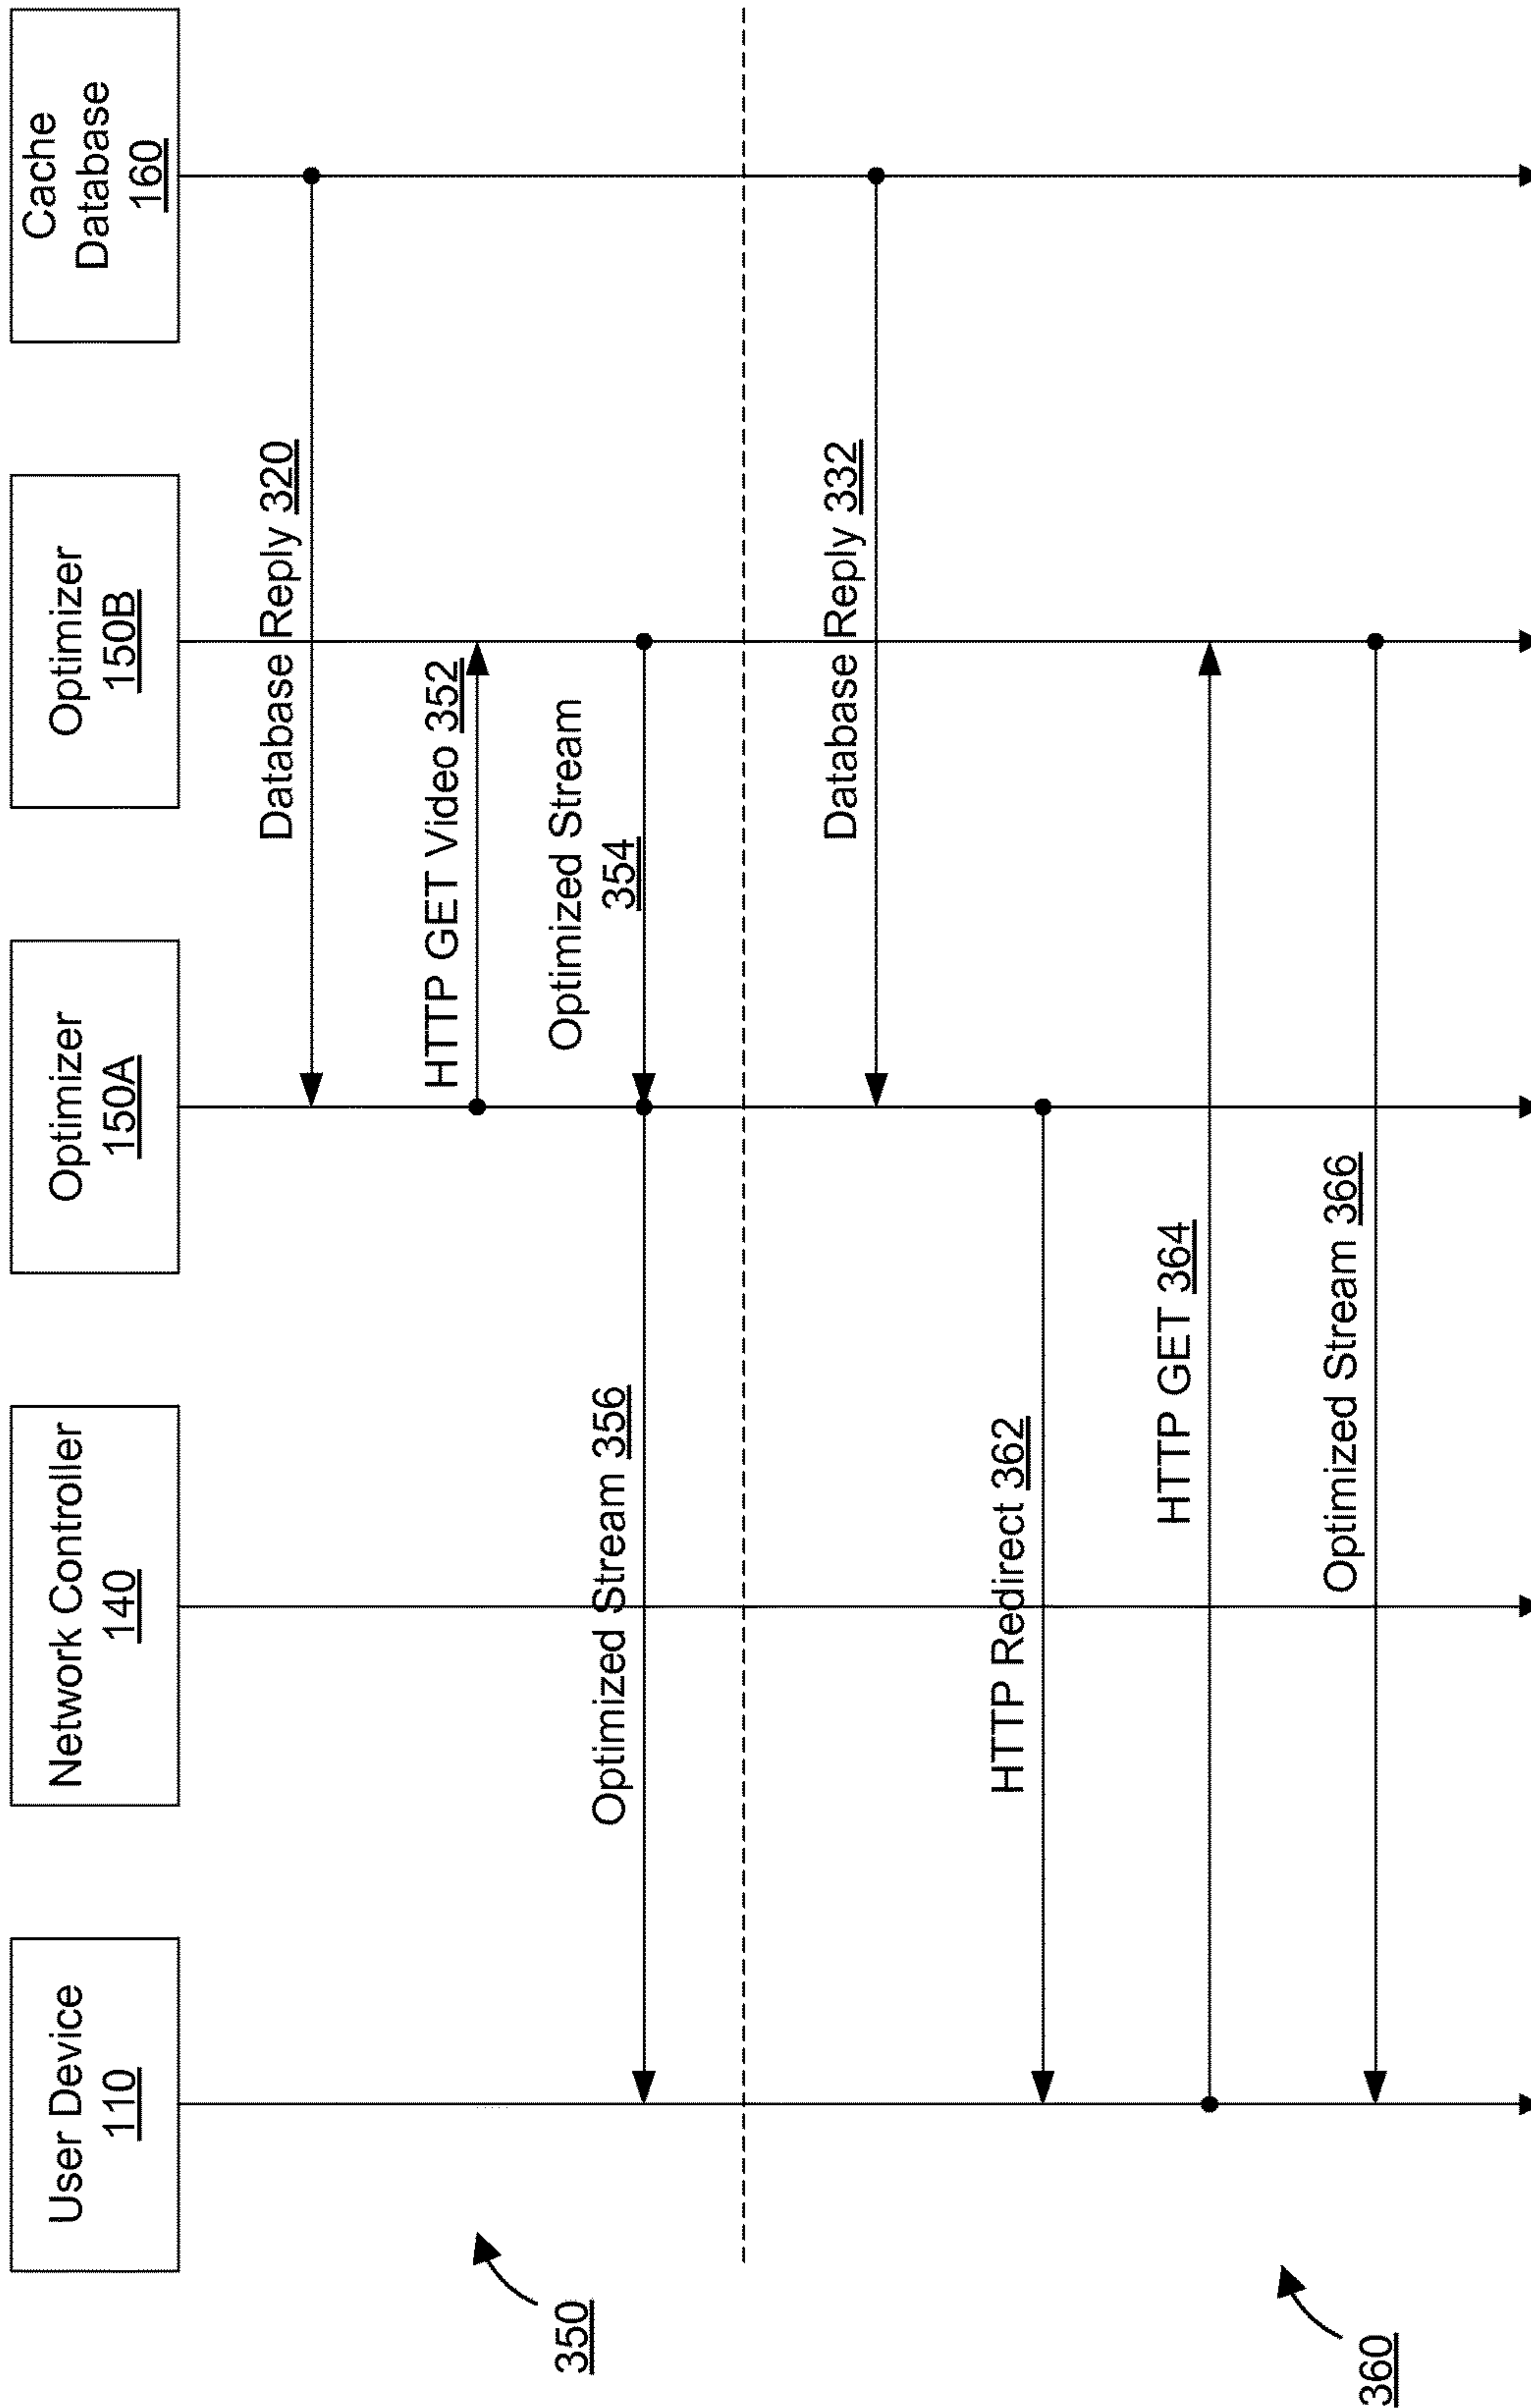 User Device
110
Network Controller
140
Optimizer
150A
Optimizer
150B
Cache
Database
160
Database Reply 320
HTTP GET Video 352
Optimized Stream
354
Optimized Stream 356
350
Database Reply 332
HTTP Redirect 362
HTTP GET 364
Optimized Stream 366
360